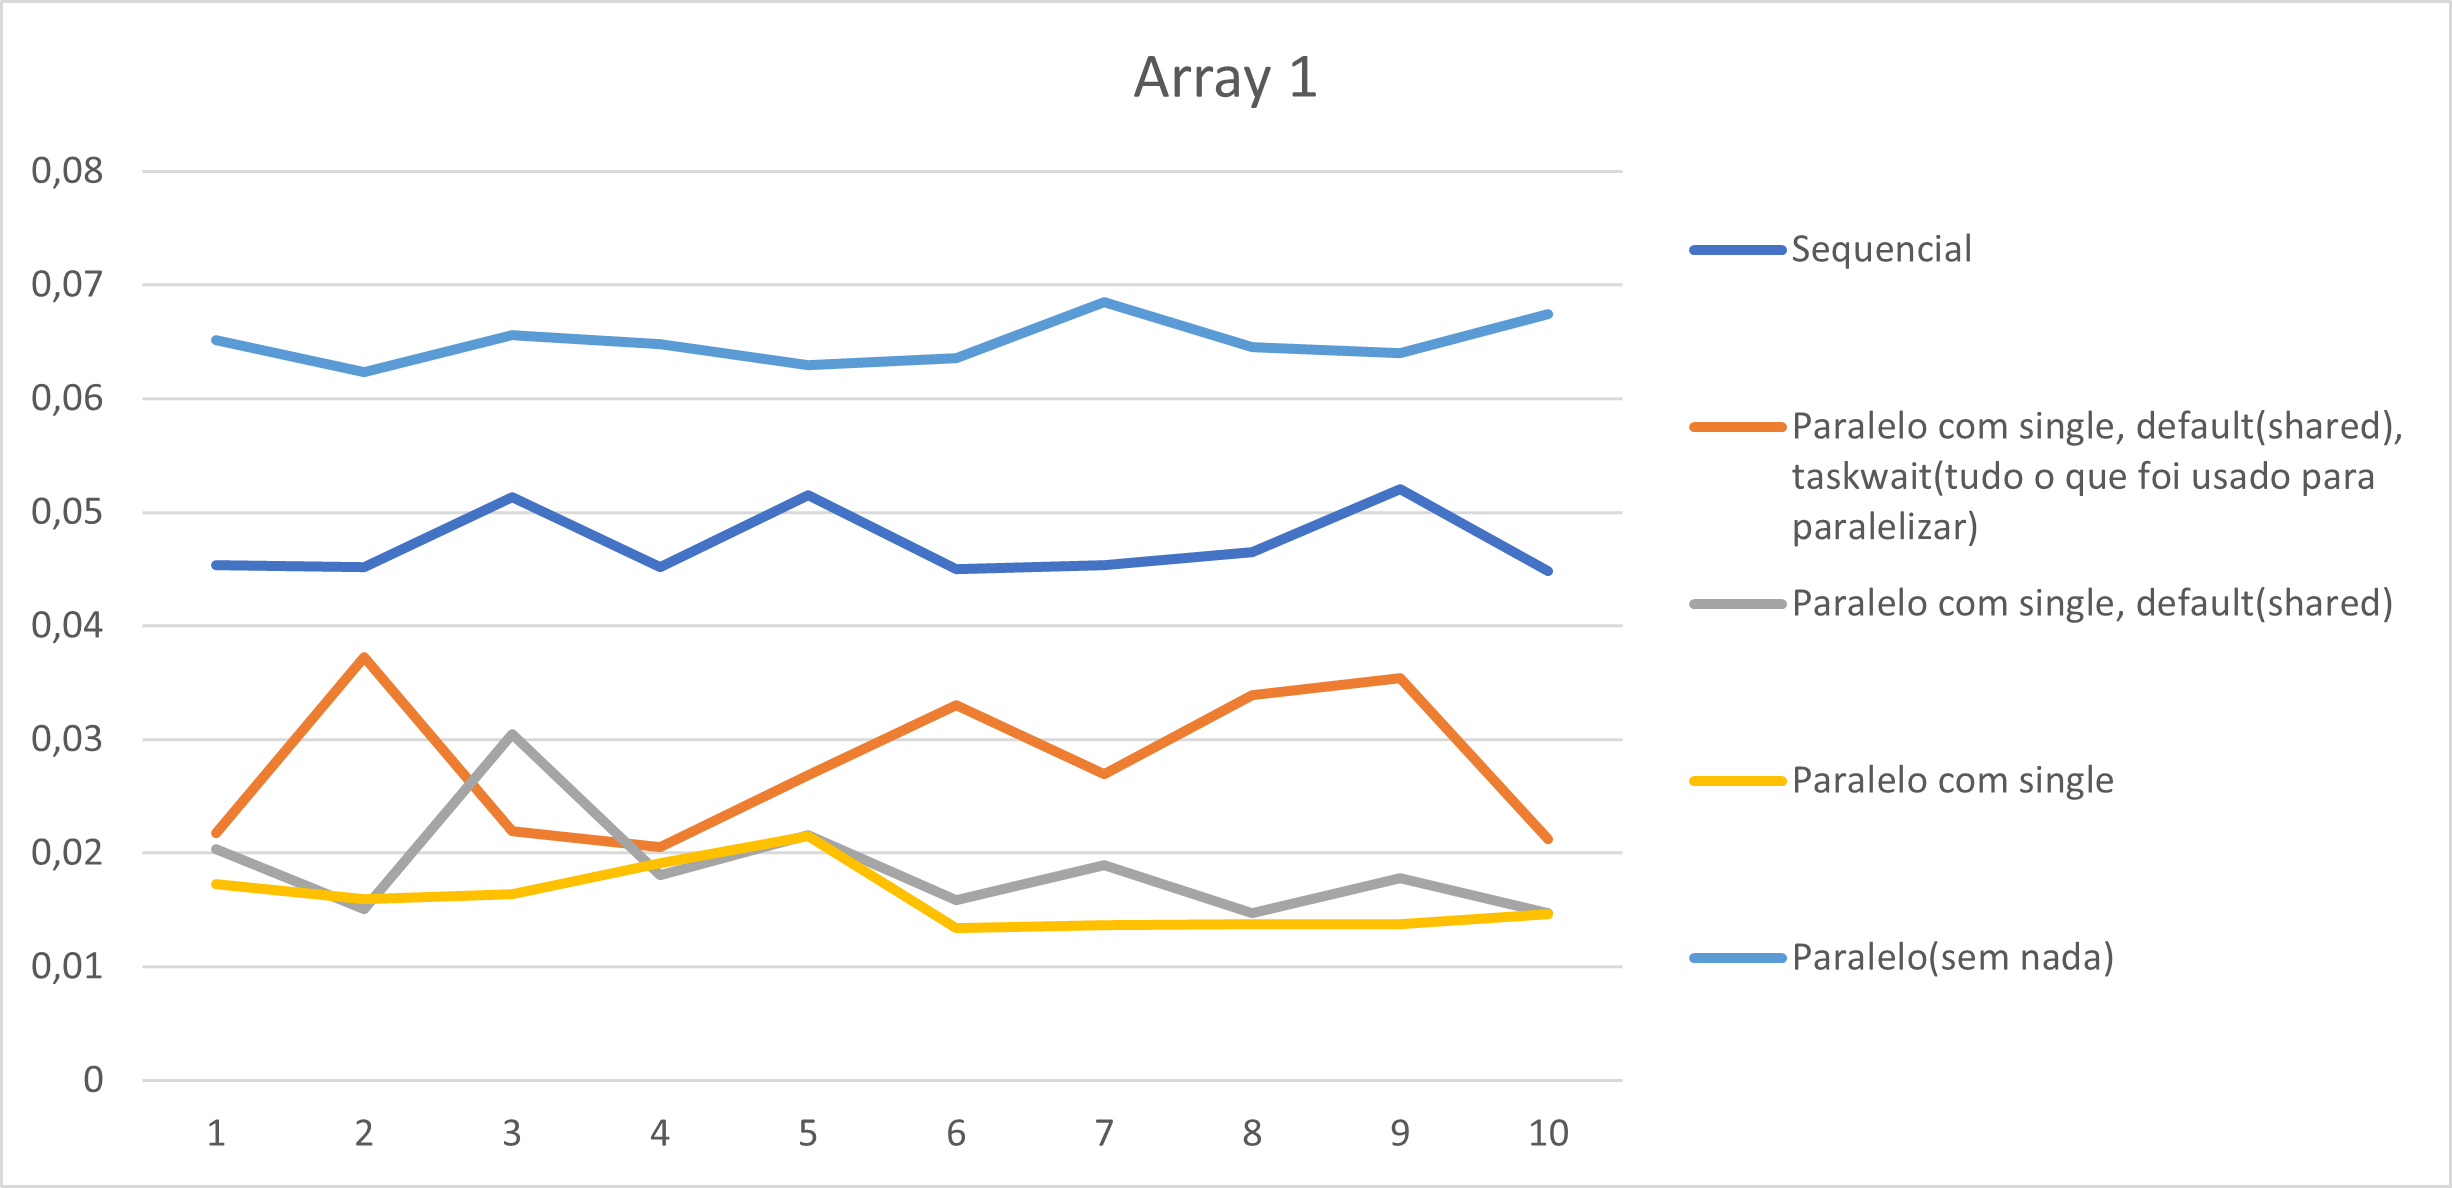 Array 1
0,08
0,07
0,06
0,05
0,04
0,03
0,02
0,01
0
1 2 3 4 5 6 7 8 9 10
Sequencial
Paralelo com single, default(shared),
taskwait(tudo o que foi usado para
paralelizar)
Paralelo com single, default(shared)
Paralelo com single
Paralelo(sem nada)